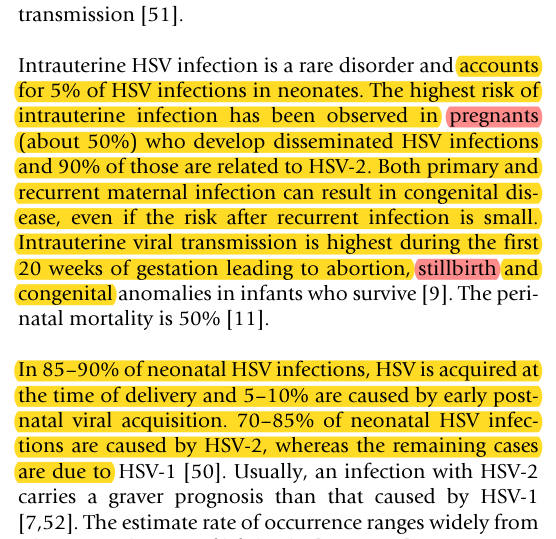 transmission [51].
Intrauterine HSV infection is a rare disorder and accounts
for 5% of HSV infections in neonates. The highest risk of
intrauterine infection has been observed in pregnants
(about 50%) who develop disseminated HSV infections
and 90% of those are related to HSV-2. Both primary and
recurrent maternal infection can result in congenital dis-
ease, even if the risk after recurrent infection is small.
Intrauterine viral transmission is highest during the first
20 weeks of gestation leading to abortion, stillbirth and
congenital anomalies in infants who survive [9]. The peri-
natal mortality is 50% [11].
In 85–90% of neonatal HSV infections, HSV is acquired at
the time of delivery and 5–10% are caused by early post-
natal viral acquisition. 70–85% of neonatal HSV infec-
tions are caused by HSV-2, whereas the remaining cases
are due to HSV-1 [50]. Usually, an infection with HSV-2
carries a graver prognosis than that caused by HSV-1
[7,52]. The estimate rate of occurrence ranges widely from